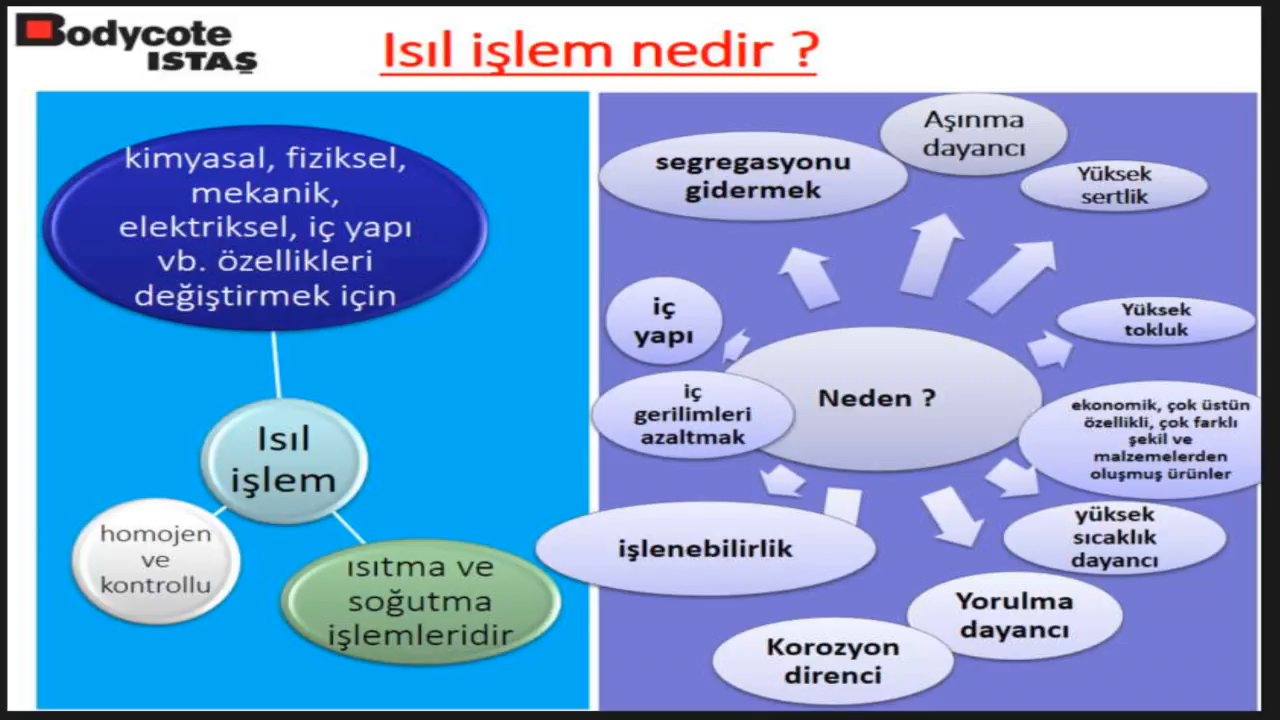 Bodycote
ISTAŞ
Isıl işlem nedir ?
kimyasal, fiziksel,
mekanik,
elektriksel, iç yapı
vb. özellikleri
değiştirmek için
Isıl
işlem
homojen
ve
kontrollu
ısıtma ve
soğutma
işlemleridir
Aşınma
dayancı
segregasyonu
gidermek
Yüksek
sertlik
iç
yapı
Yüksek
tokluk
Neden ?
iç
gerilimleri
azaltmak
ekonomik, çok üstün
özellikli, çok farklı
şekil ve
malzemelerden
oluşmuş ürünler
işlenebilirlik
yüksek
sıcaklık
dayancı
Yorulma
dayancı
Korozyon
direnci